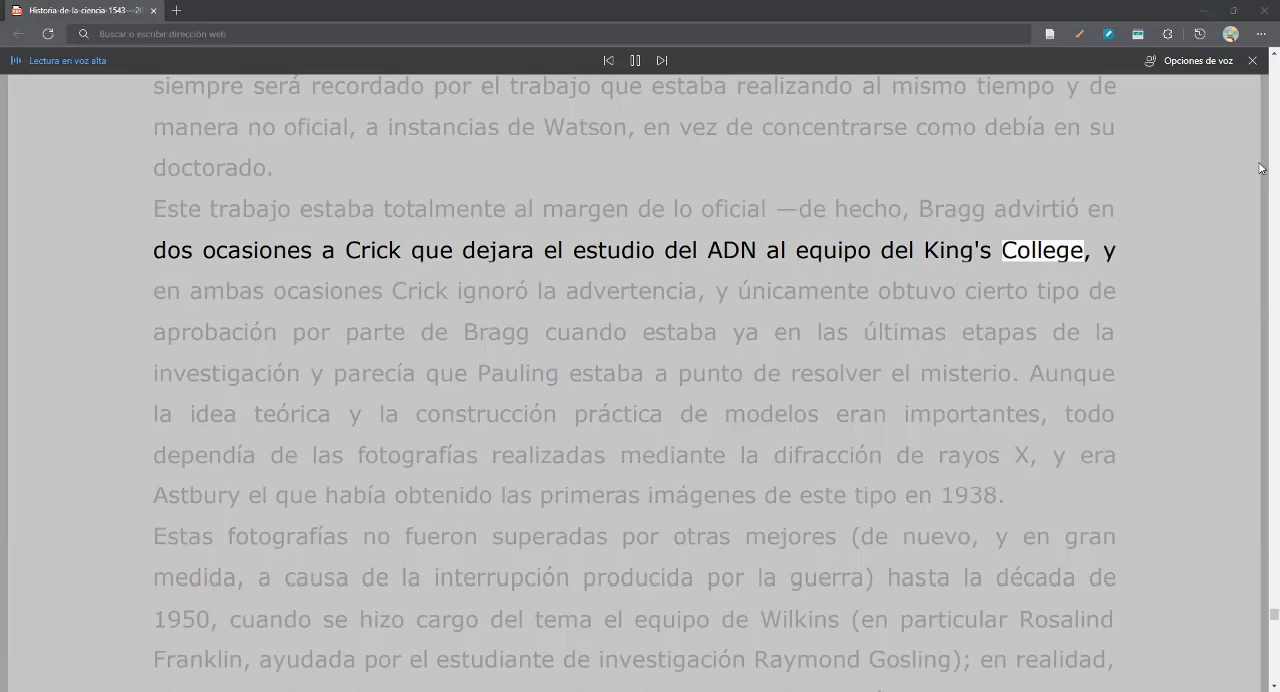 Historia-de-la-ciencia-1543---20
Buscar o escribir dirección web
Lectura en voz alta
Opciones de voz
siempre será recordado por el trabajo que estaba realizando al mismo tiempo y de
manera no oficial, a instancias de Watson, en vez de concentrarse como debía en su
doctorado.
Este trabajo estaba totalmente al margen de lo oficial —de hecho, Bragg advirtió en
dos ocasiones a Crick que dejara el estudio del ADN al equipo del King's College, y
en ambas ocasiones Crick ignoró la advertencia, y únicamente obtuvo cierto tipo de
aprobación por parte de Bragg cuando estaba ya en las últimas etapas de la
investigación y parecía que Pauling estaba a punto de resolver el misterio. Aunque
la idea teórica y la construcción práctica de modelos eran importantes, todo
dependía de las fotografías realizadas mediante la difracción de rayos X, y era
Astbury el que había obtenido las primeras imágenes de este tipo en 1938.
Estas fotografías no fueron superadas por otras mejores (de nuevo, y en gran
medida, a causa de la interrupción producida por la guerra) hasta la década de
1950, cuando se hizo cargo del tema el equipo de Wilkins (en particular Rosalind
Franklin, ayudada por el estudiante de investigación Raymond Gosling); en realidad,